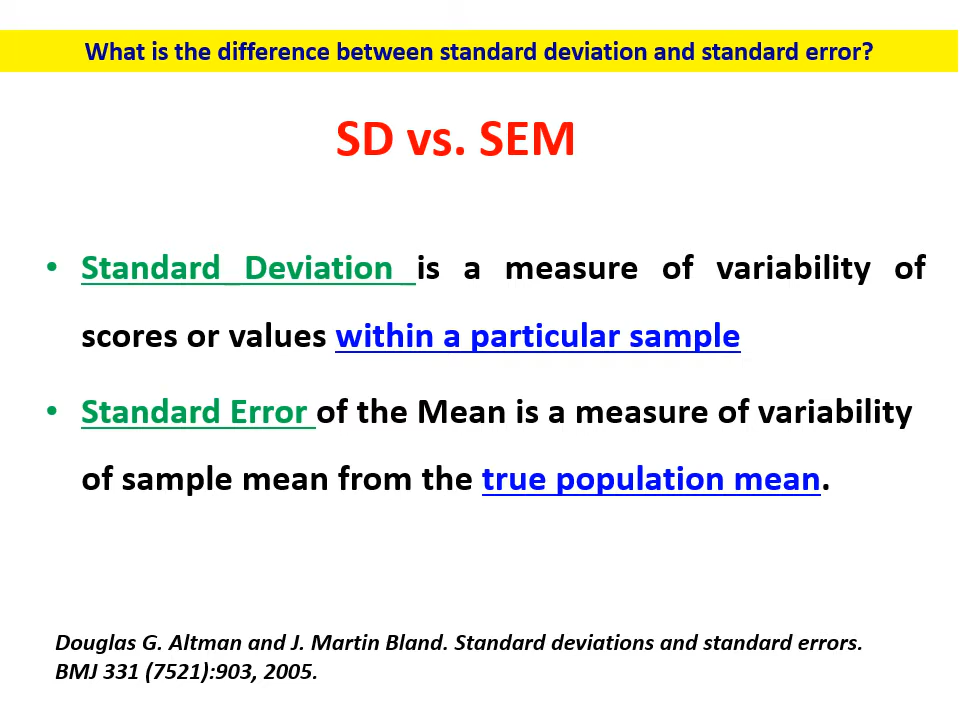 What is the difference between standard deviation and standard error?
SD vs. SEM
• Standard Deviation is a measure of variability of
scores or values within a particular sample
• Standard Error of the Mean is a measure of variability
of sample mean from the true population mean.
Douglas G. Altman and J. Martin Bland. Standard deviations and standard errors.
BMJ 331 (7521):903, 2005.